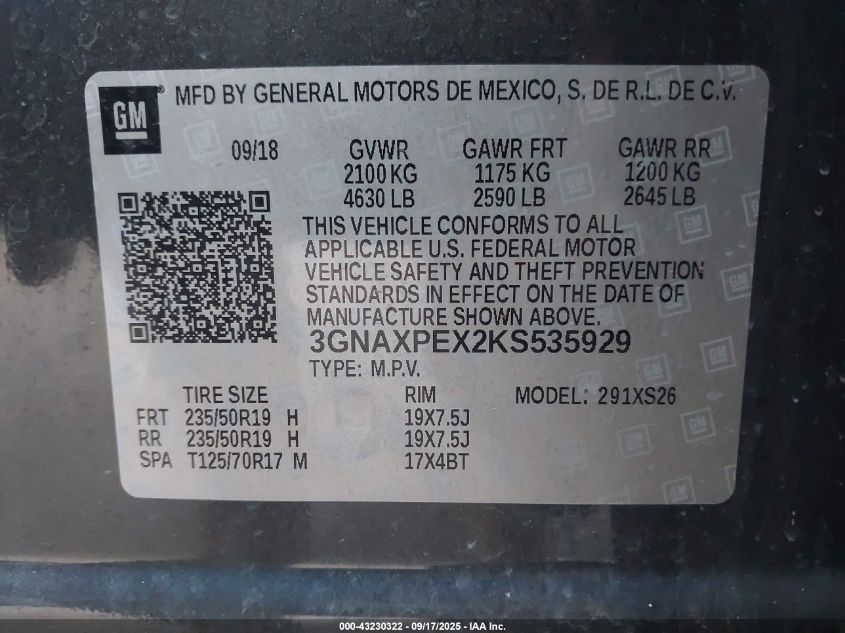 GM
MFD BY GENERAL MOTORS DE MEXICO, S. DE R.L. DE C.V.
09/18 GVWR GAWR FRT GAWR RR
2100 KG 1175 KG 1200 KG
4630 LB 2590 LB 2645 LB
THIS VEHICLE CONFORMS TO ALL
APPLICABLE U.S. FEDERAL MOTOR
VEHICLE SAFETY AND THEFT PREVENTION
STANDARDS IN EFFECT ON THE DATE OF
MANUFACTURE SHOWN ABOVE.
3GNAXPEX2KS535929
TYPE: M.P.V.
TIRE SIZE RIM MODEL: 291XS26
FRT 235/50R19 H 19X7.5J
RR 235/50R19 H 19X7.5J
SPA T125/70R17 M 17X4BT
000-43230322 - 09/17/2025 - IAA Inc.